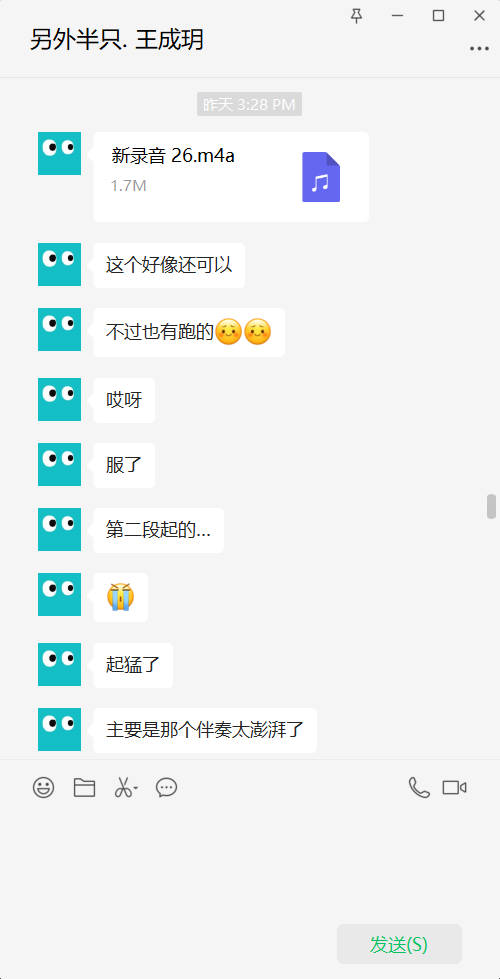 另外半只. 王成玥
昨天 3:28 PM
新录音 26.m4a
1.7M
这个好像还可以
不过也有跑的
哎呀
服了
第二段起的...
起猛了
主要是那个伴奏太澎湃了
发送(S)